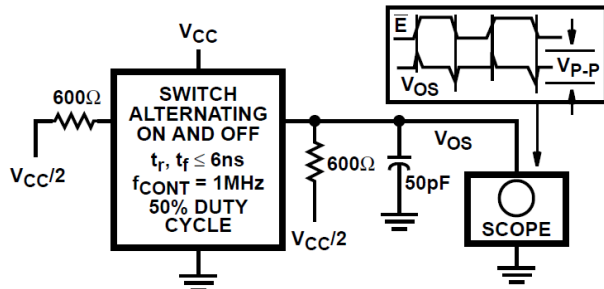 E
V_OS
V_P-P
V_CC
600Ω
V_CC/2
SWITCH
ALTERNATING
ON AND OFF
t_r, t_f ≤ 6ns
f_CONT = 1MHz
50% DUTY
CYCLE
600Ω
V_CC/2
50pF
V_OS
SCOPE